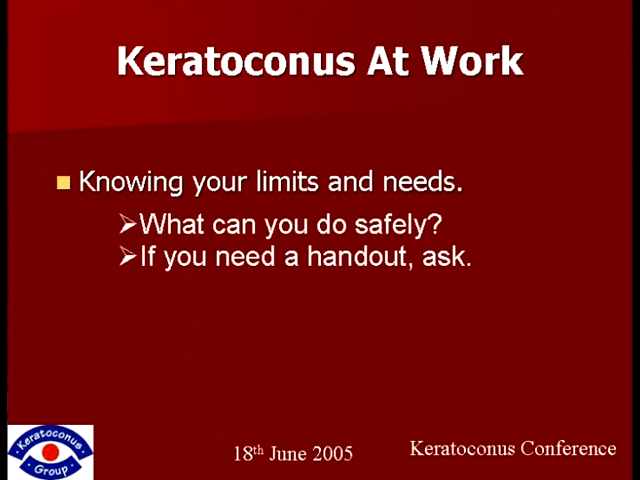 Keratoconus At Work
Knowing your limits and needs.
What can you do safely?
If you need a handout, ask.
Keratoconus
Group
18th June 2005
Keratoconus Conference